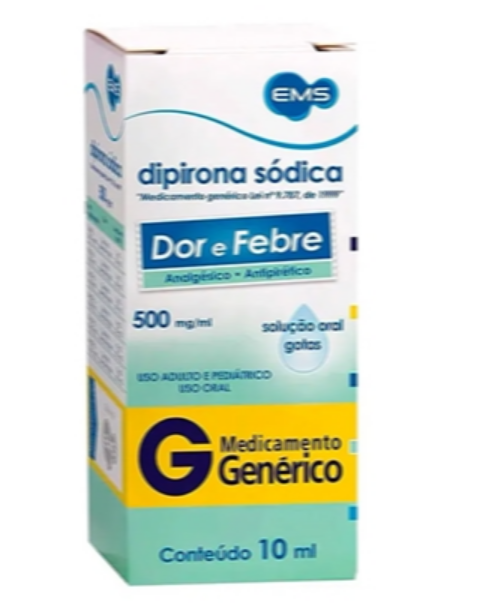 EMS
dipirona sódica
"Medicamento genérico Lei nº 9.787, de 1999"
Dor e Febre
Analgésico • Antipirético
500 mg/ml
solução oral
gotas
USO ADULTO E PEDIÁTRICO
USO ORAL
G Medicamento
Genérico
Conteúdo 10 ml